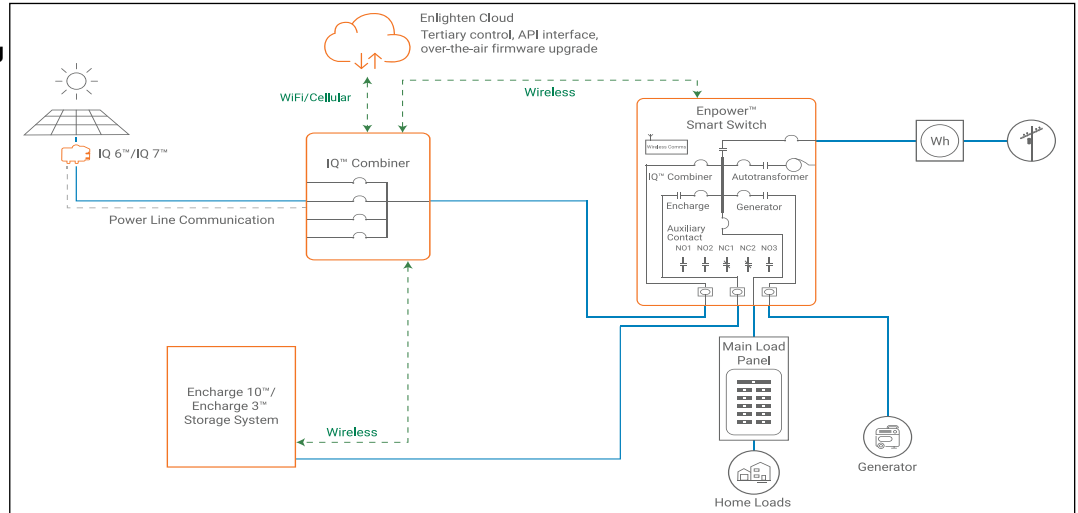 Enlighten Cloud
Tertiary control, API interface,
over-the-air firmware upgrade
WiFi/Cellular
Wireless
IQ 6™/IQ 7™
Power Line Communication
IQ™ Combiner
Enpower™
Smart Switch
Wireless Comms
IQ™ Combiner
Autotransformer
Encharge
Generator
Auxiliary
Contact
NO1 NO2 NC1 NC2 NO3
Wh
Encharge 10™/
Encharge 3™
Storage System
Wireless
Main Load
Panel
Home Loads
Generator